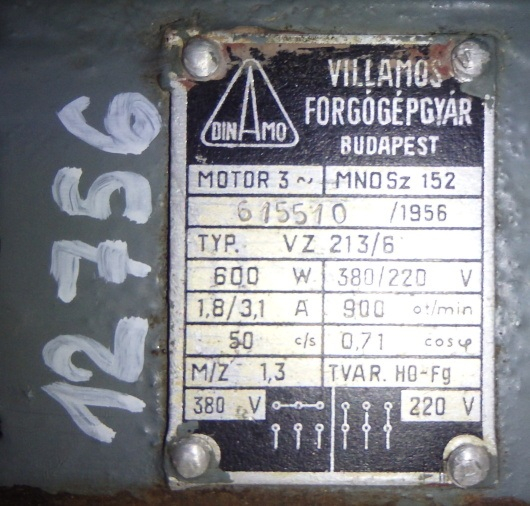 12756
DINAMO
VILLAMOS
FORGÓGÉPGYÁR
BUDAPEST
MOTOR 3 ~ MNOSz 152
615510 /1956
TYP. VZ 213/6
600 W 380/220 V
1,8/3,1 A 900 ot/min
50 c/s 0,71 cosφ
M/Z 1,3 TVAR. HO-Fg
380 V 220 V